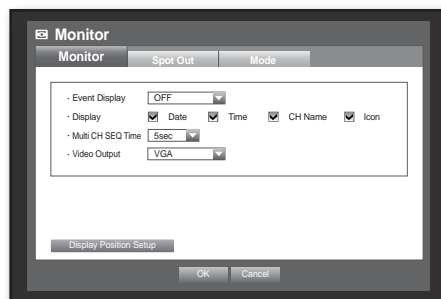 Monitor
Monitor Spot Out Mode
· Event Display OFF
· Display Date Time CH Name Icon
· Multi CH SEQ Time 5sec
· Video Output VGA
Display Position Setup
OK Cancel